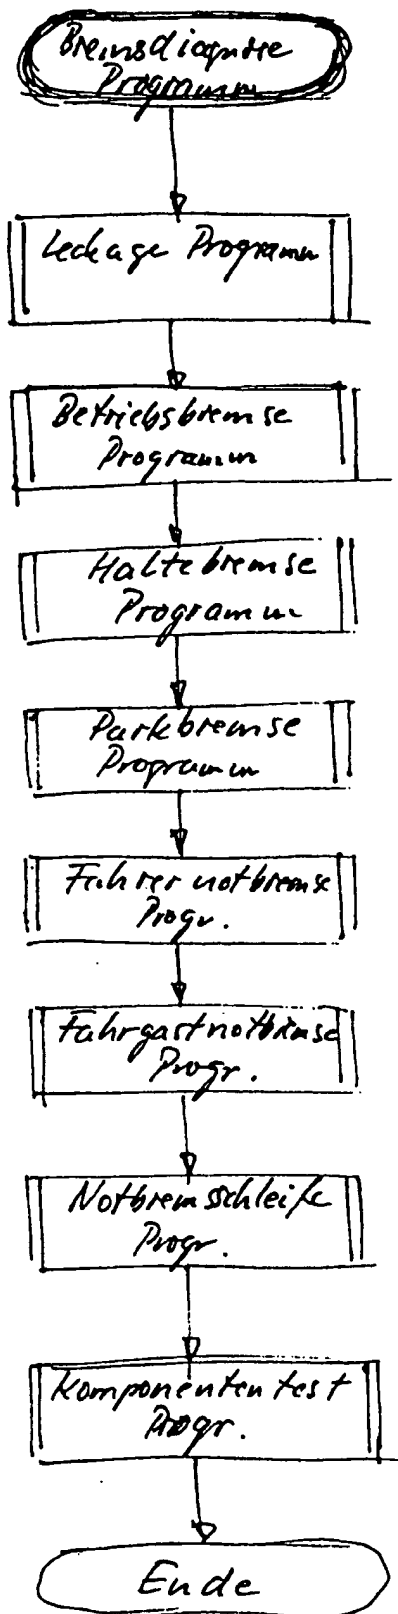 Bremsdiagnose
Programm
Leckage Programm
Betriebsbremse
Programm
Haltebremse
Programm
Parkbremse
Programm
Fahrernotbremse
Progr.
Fahrgastnotbremse
Progr.
Notbremsschleife
Progr.
Komponententest
Progr.
Ende